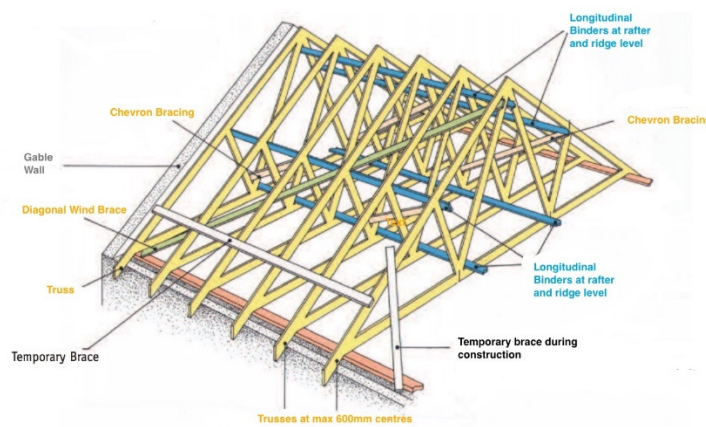 Longitudinal
Binders at rafter
and ridge level
Chevron Bracing
Chevron Bracin
Gable
Wall
Diagonal Wind Brace
Longitudinal
Binders at rafter
and ridge level
Truss
Temporary Brace
Temporary brace during
construction
Trusses at max 600mm centres